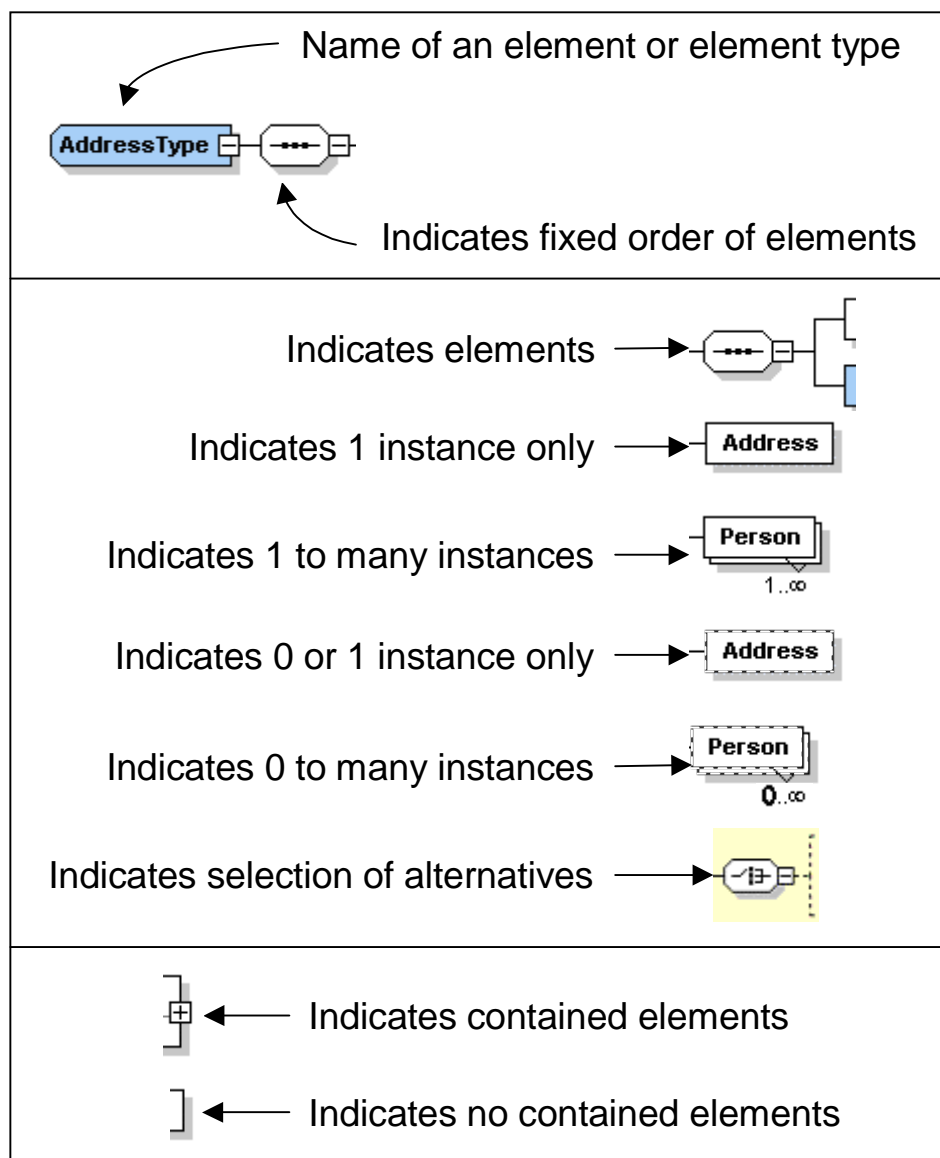 Name of an element or element type
AddressType
Indicates fixed order of elements
Indicates elements
Indicates 1 instance only
Address
Indicates 1 to many instances
Person
1..∞
Indicates 0 or 1 instance only
Address
Indicates 0 to many instances
Person
0..∞
Indicates selection of alternatives
Indicates contained elements
Indicates no contained elements